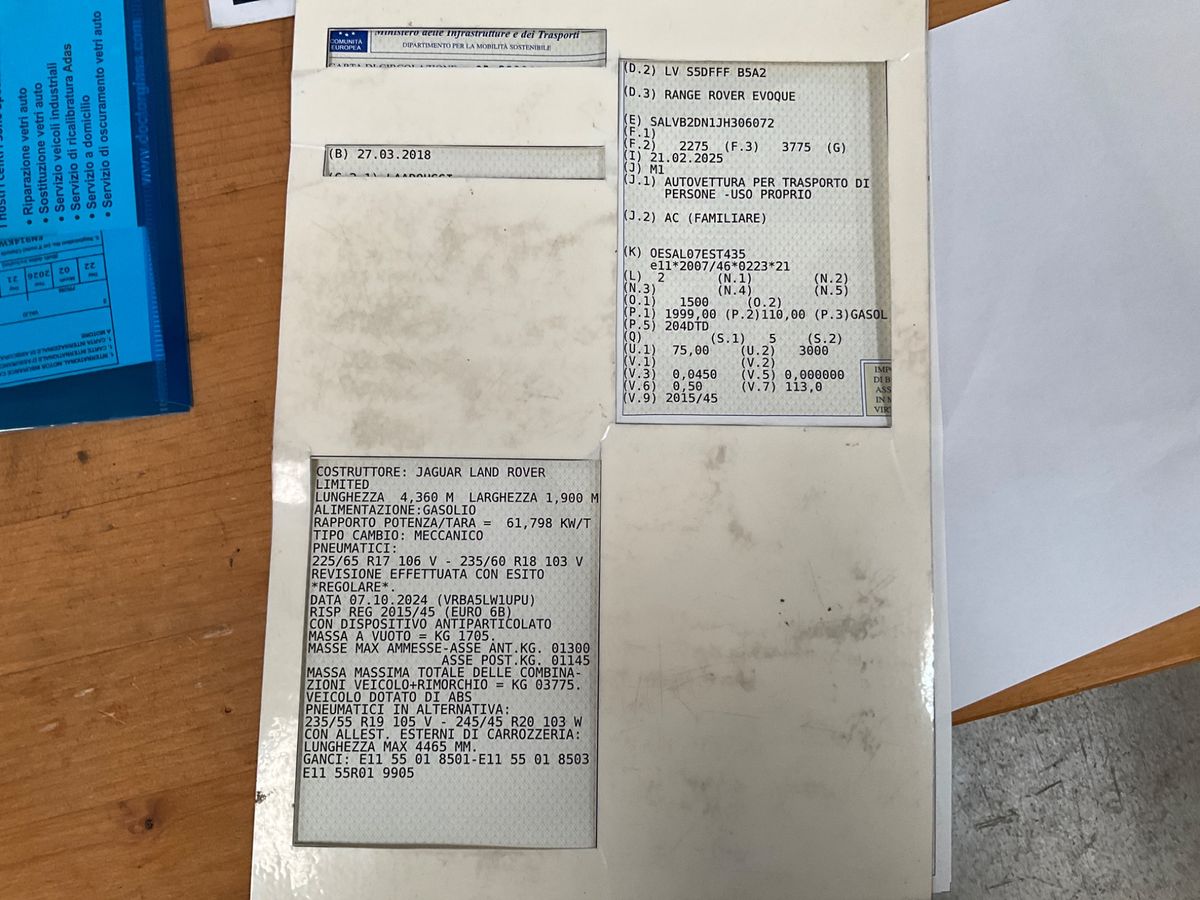 COMUNITÀ
EUROPEA
Ministero delle Infrastrutture e dei Trasporti
DIPARTIMENTO PER LA MOBILITÀ SOSTENIBILE
CARTA DI CIRCOLAZIONE
(B) 27.03.2018
(D.2) LV S5DFFF B5A2
(D.3) RANGE ROVER EVOQUE
(E) SALVB2DN1JH306072
(F.1)
(F.2) 2275 (F.3) 3775 (G)
(I) 21.02.2025
(J) M1
(J.1) AUTOVETTURA PER TRASPORTO DI
PERSONE -USO PROPRIO
(J.2) AC (FAMILIARE)
(K) OESAL07EST435
e11*2007/46*0223*21
(L) 2 (N.1) (N.2)
(N.3) (N.4) (N.5)
(O.1) 1500 (O.2)
(P.1) 1999,00 (P.2)110,00 (P.3)GASOL
(P.5) 204DTD
(Q) (S.1) 5 (S.2)
(U.1) 75,00 (U.2) 3000
(V.1) (V.2)
(V.3) 0,0450 (V.5) 0,000000
(V.6) 0,50 (V.7) 113,0
(V.9) 2015/45
DI B
ASS
IN M
VIR
COSTRUTTORE: JAGUAR LAND ROVER
LIMITED
LUNGHEZZA 4,360 M LARGHEZZA 1,900 M
ALIMENTAZIONE:GASOLIO
RAPPORTO POTENZA/TARA = 61,798 KW/T
TIPO CAMBIO: MECCANICO
PNEUMATICI:
225/65 R17 106 V - 235/60 R18 103 V
REVISIONE EFFETTUATA CON ESITO
*REGOLARE*.
DATA 07.10.2024 (VRBA5LW1UPU)
RISP REG 2015/45 (EURO 6B)
CON DISPOSITIVO ANTIPARTICOLATO
MASSA A VUOTO = KG 1705.
MASSE MAX AMMESSE-ASSE ANT.KG. 01300
ASSE POST.KG. 01145
MASSA MASSIMA TOTALE DELLE COMBINA-
ZIONI VEICOLO+RIMORCHIO = KG 03775.
VEICOLO DOTATO DI ABS
PNEUMATICI IN ALTERNATIVA:
235/55 R19 105 V - 245/45 R20 103 W
CON ALLEST. ESTERNI DI CARROZZERIA:
LUNGHEZZA MAX 4465 MM.
GANCI: E11 55 01 8501-E11 55 01 8503
E11 55R01 9905
• Riparazione vetri auto
• Sostituzione vetri auto
• Servizio veicoli industriali
• Servizio di ricalibratura Adas
• Servizio a domicilio
• Servizio di oscuramento vetri auto
www.doctorglass.com